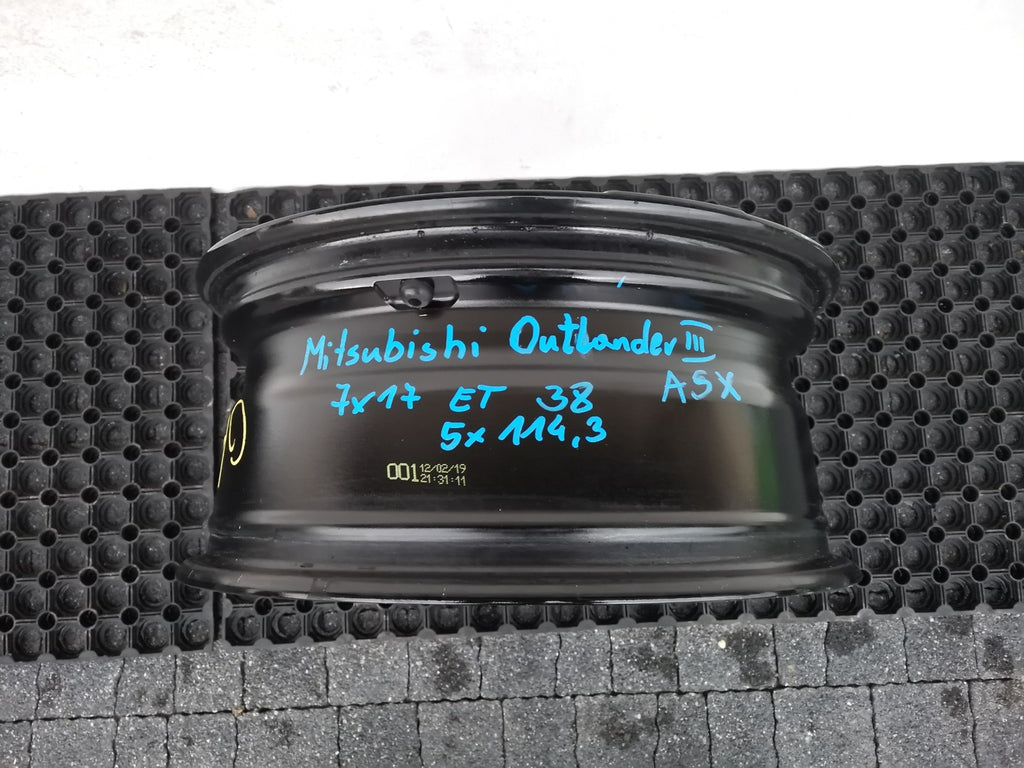 Mitsubishi Outlander III
7x17 ET 38 ASX
5x 114,3
001 12/02/19
21:31:11